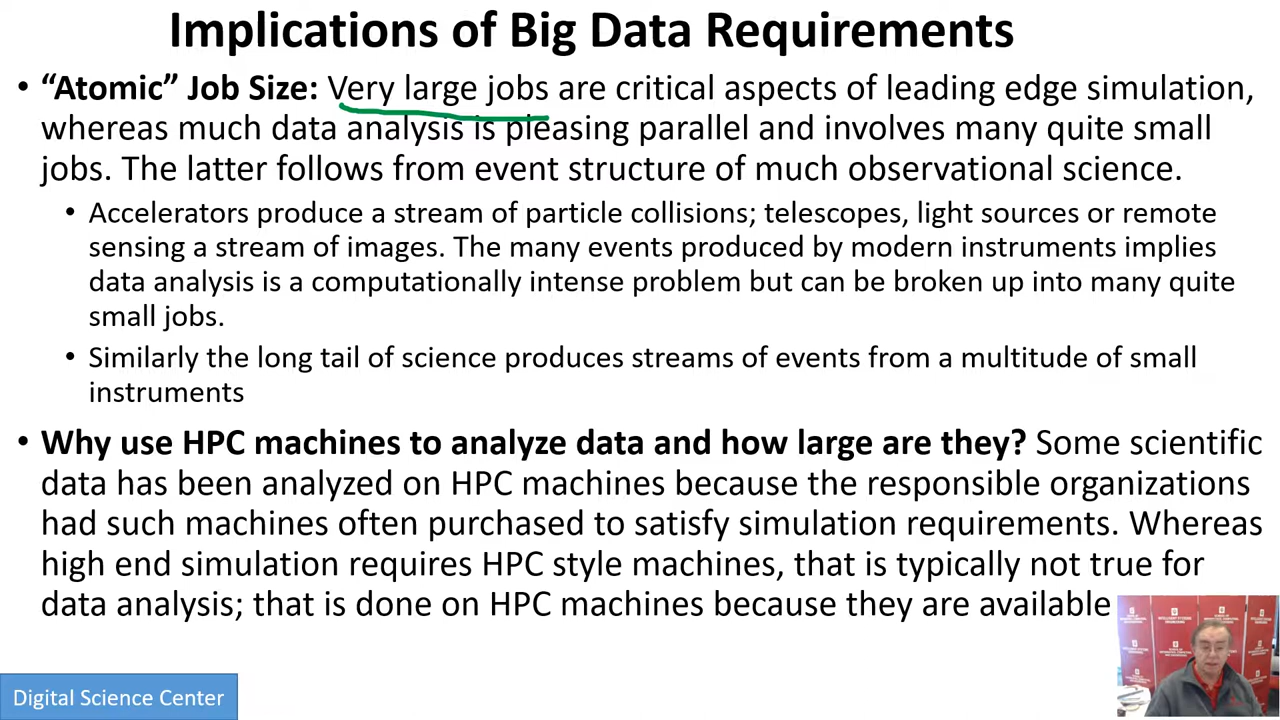 Implications of Big Data Requirements
• “Atomic” Job Size: Very large jobs are critical aspects of leading edge simulation,
whereas much data analysis is pleasing parallel and involves many quite small
jobs. The latter follows from event structure of much observational science.
• Accelerators produce a stream of particle collisions; telescopes, light sources or remote
sensing a stream of images. The many events produced by modern instruments implies
data analysis is a computationally intense problem but can be broken up into many quite
small jobs.
• Similarly the long tail of science produces streams of events from a multitude of small
instruments
• Why use HPC machines to analyze data and how large are they? Some scientific
data has been analyzed on HPC machines because the responsible organizations
had such machines often purchased to satisfy simulation requirements. Whereas
high end simulation requires HPC style machines, that is typically not true for
data analysis; that is done on HPC machines because they are available
Digital Science Center